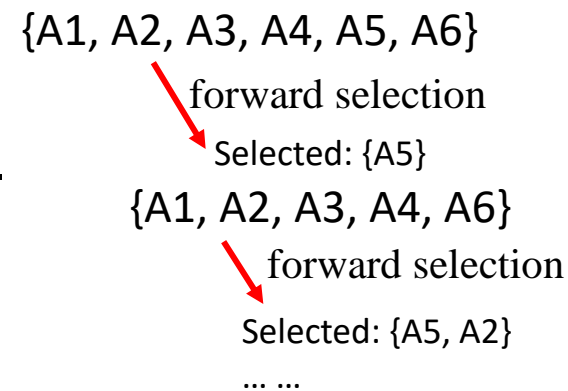 {A1, A2, A3, A4, A5, A6}
forward selection
Selected: {A5}
{A1, A2, A3, A4, A6}
forward selection
Selected: {A5, A2}
... ...